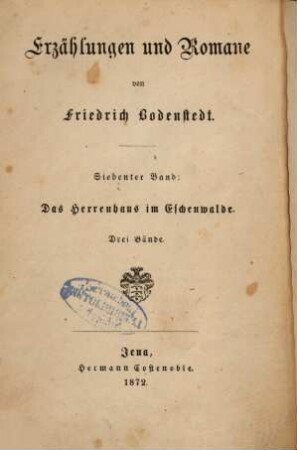 Erzählungen und Romane
von
Friedrich Bodenstedt.
Siebenter Band:
Das Herrenhaus im Eschenwalde.
Drei Bände.
Jena,
Hermann Costenoble.
1872.